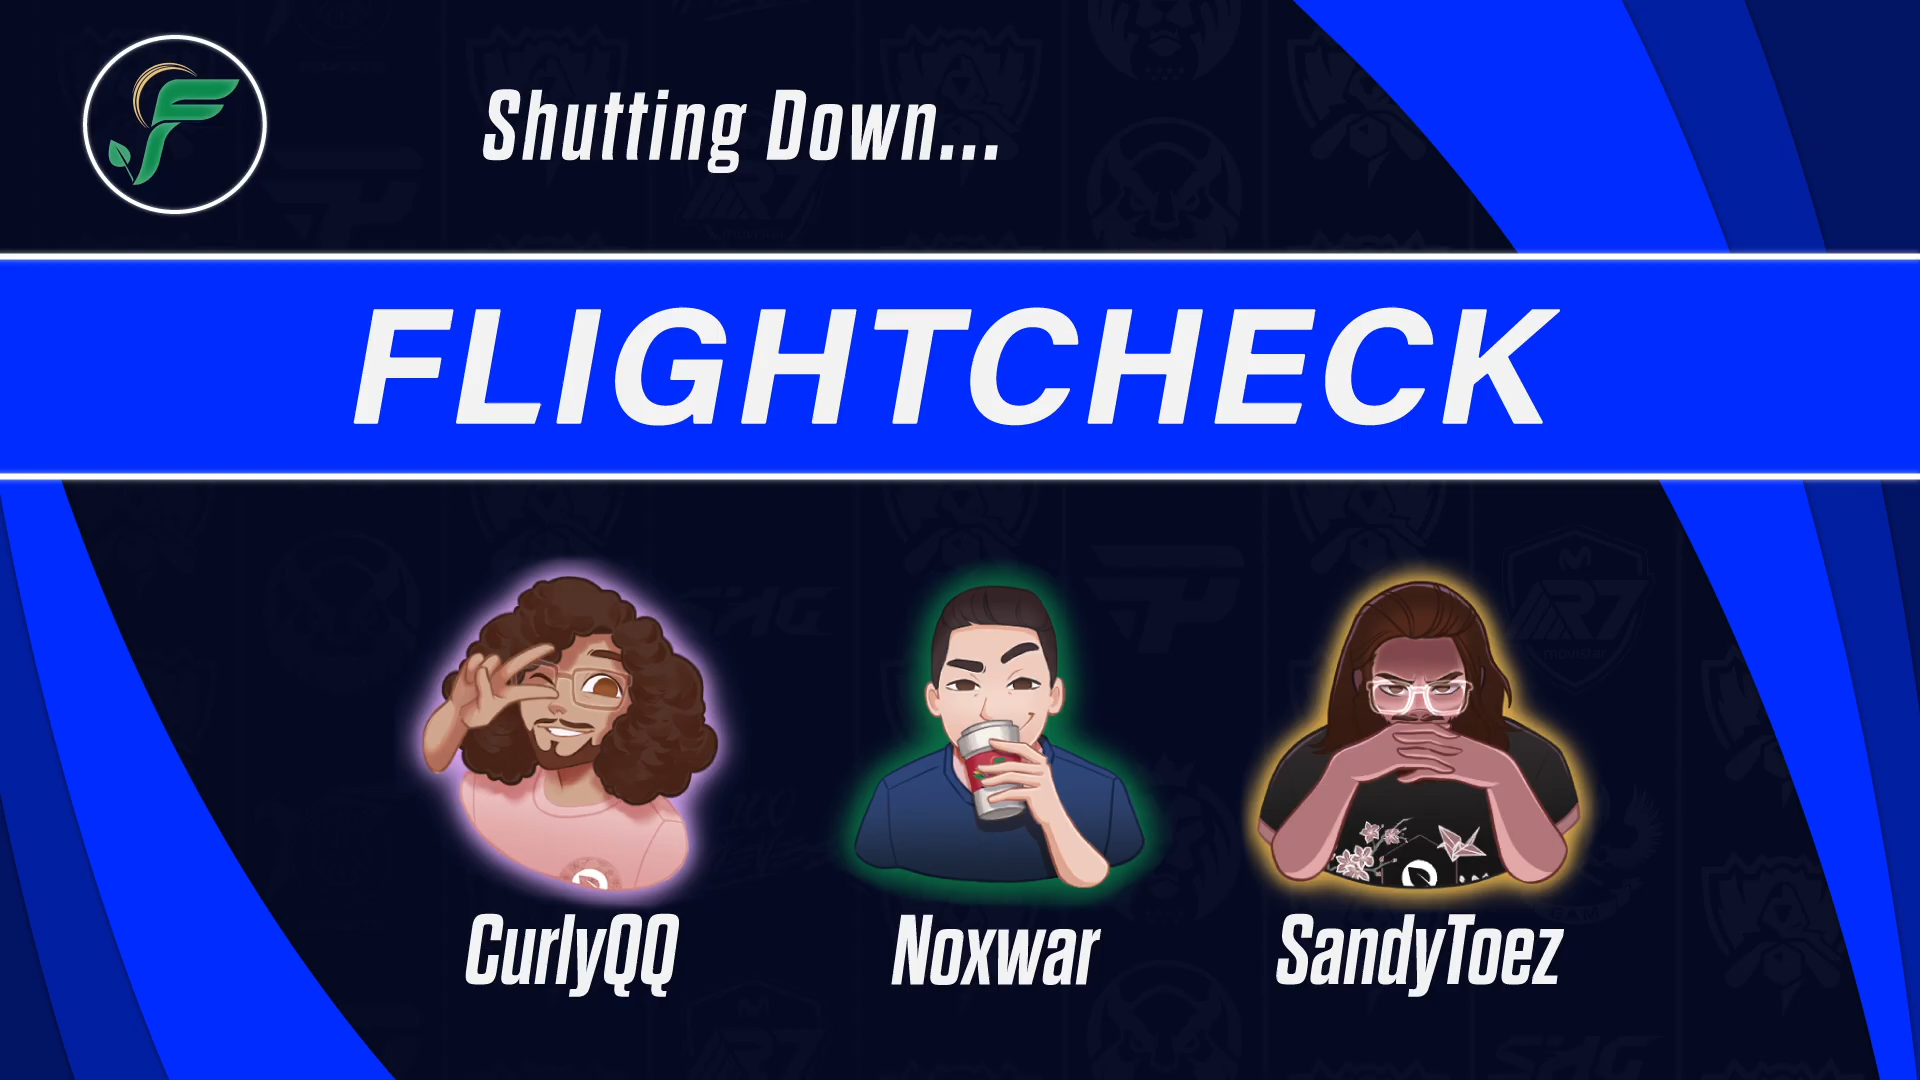 Shutting Down...
FLIGHTCHECK
CurlyQQ
Noxwar
SandyToez